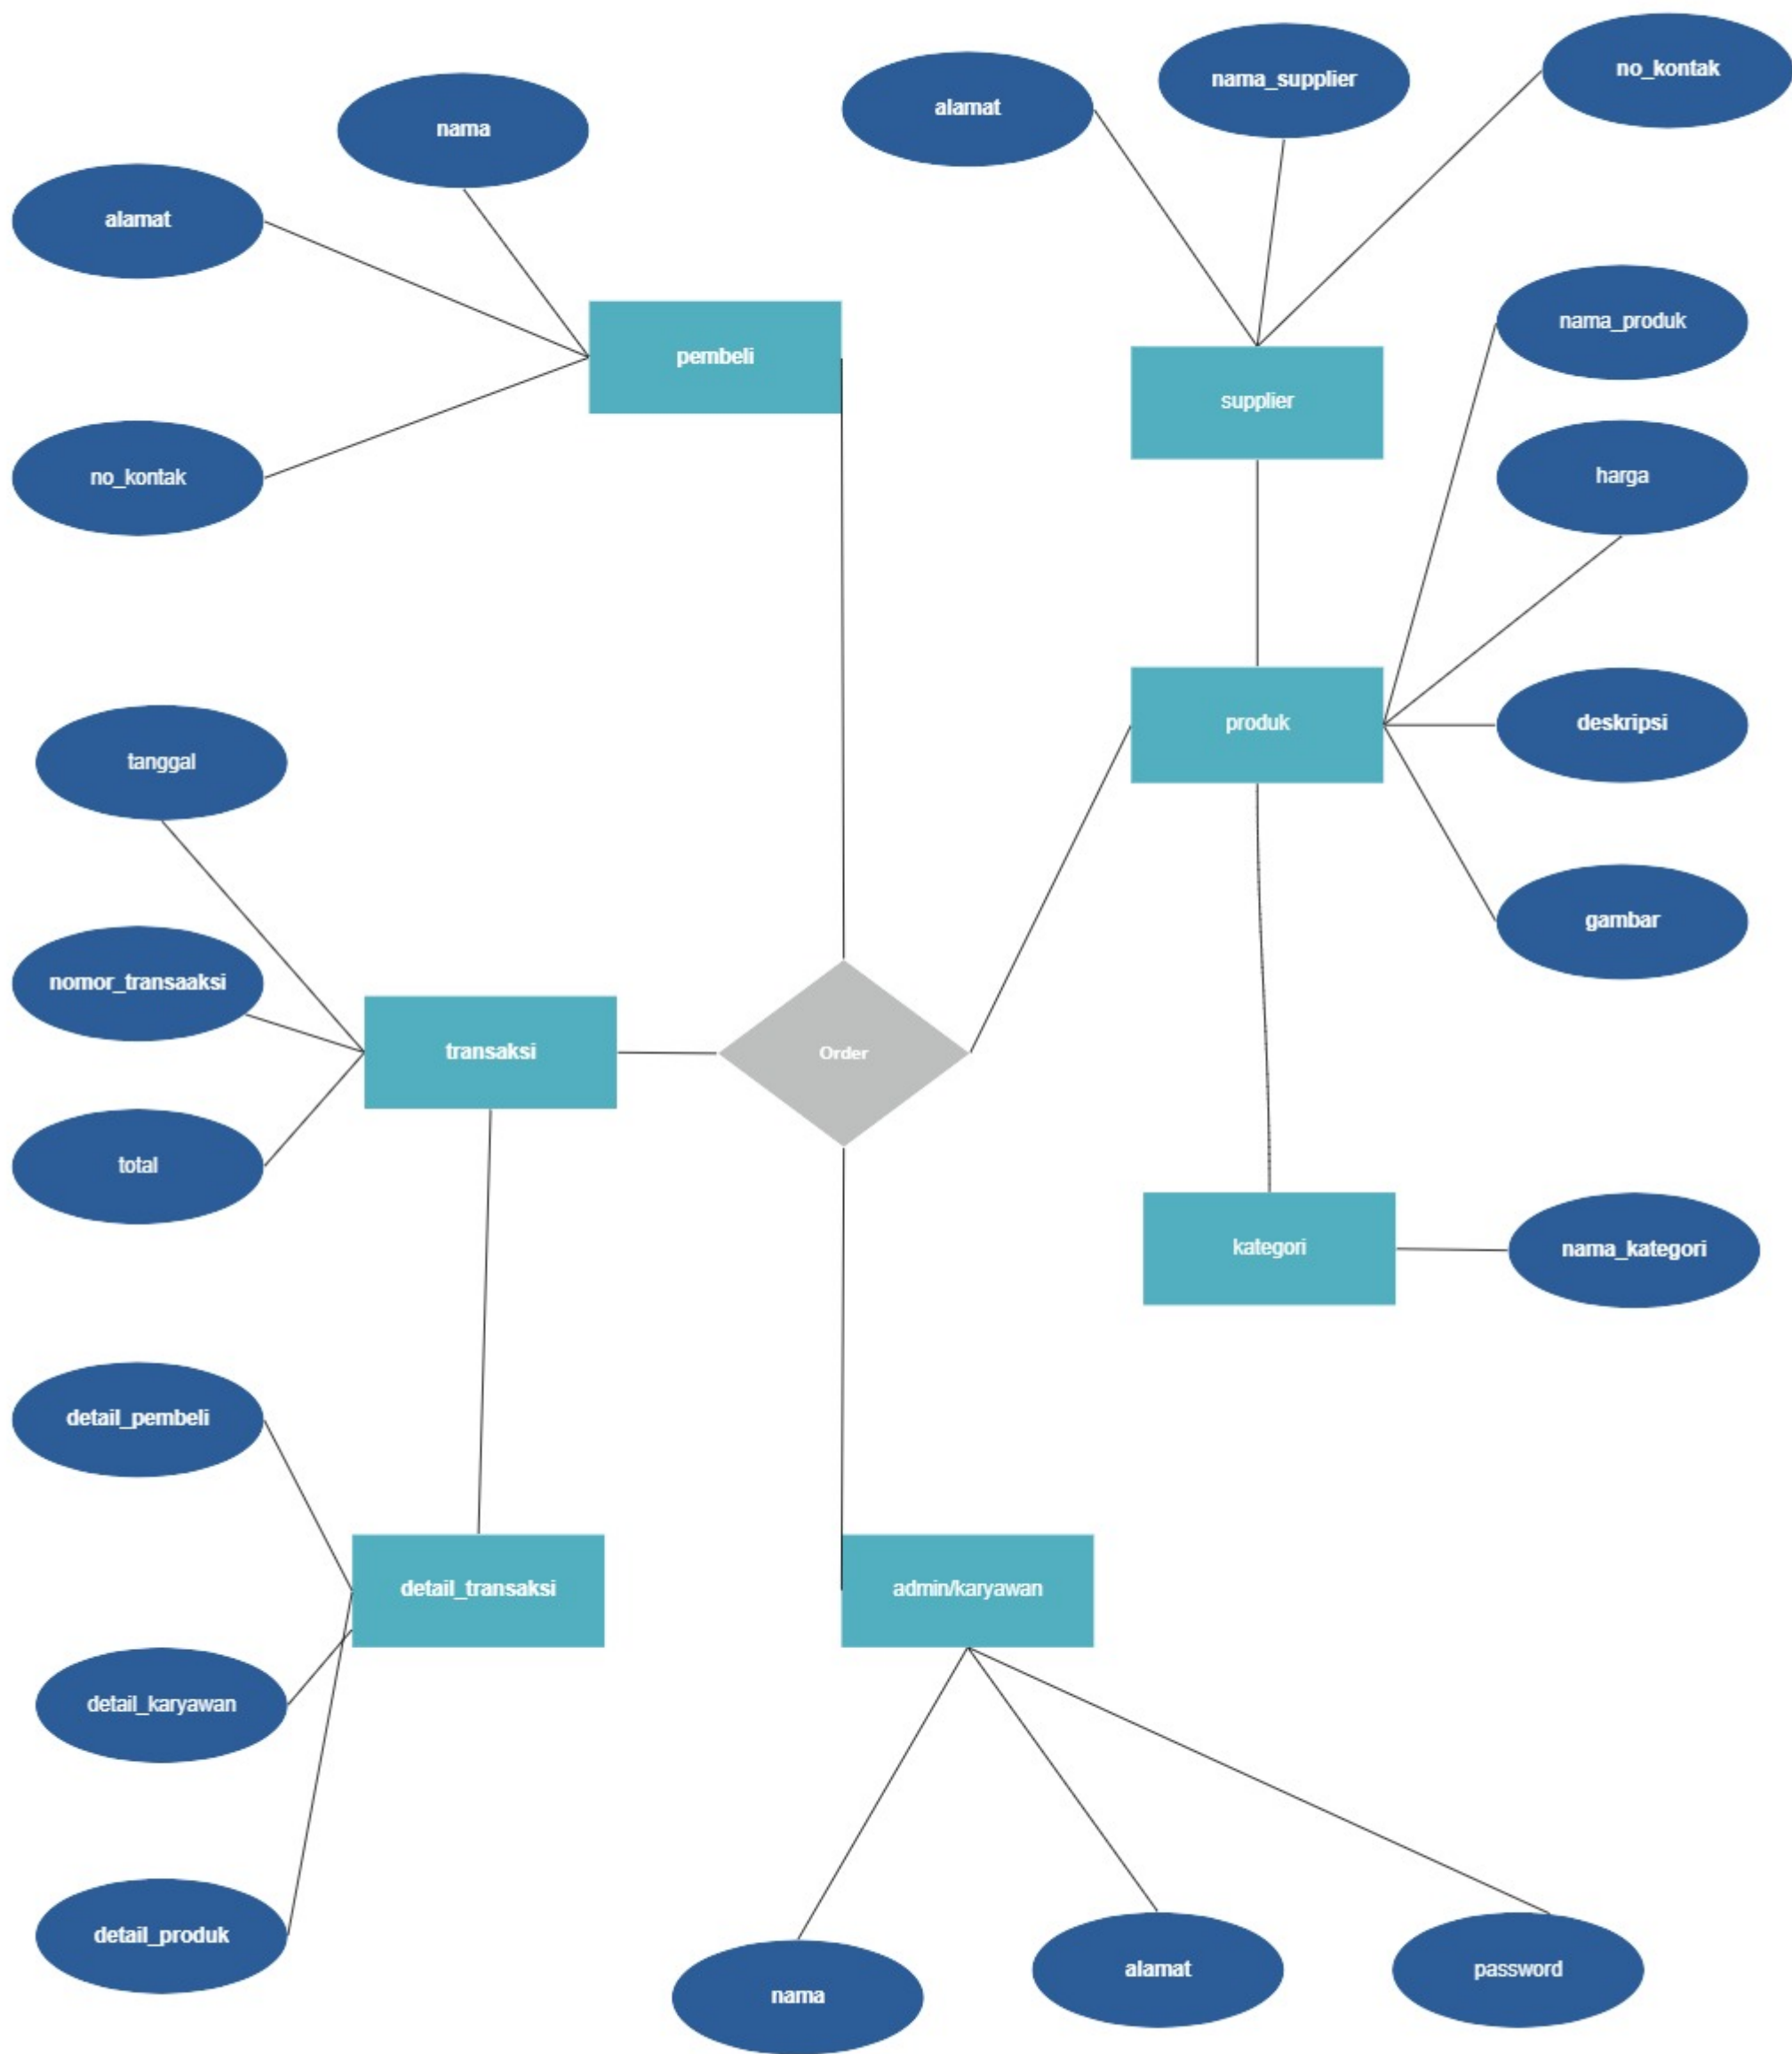 no_kontak
nama_supplier
alamat
nama
alamat
nama_produk
pembeli
supplier
harga
no_kontak
produk
deskripsi
tanggal
gambar
nomor_transaaksi
transaksi
Order
total
kategori
nama_kategori
detail_pembeli
detail_transaksi
admin/karyawan
detail_karyawan
detail_produk
alamat
password
nama